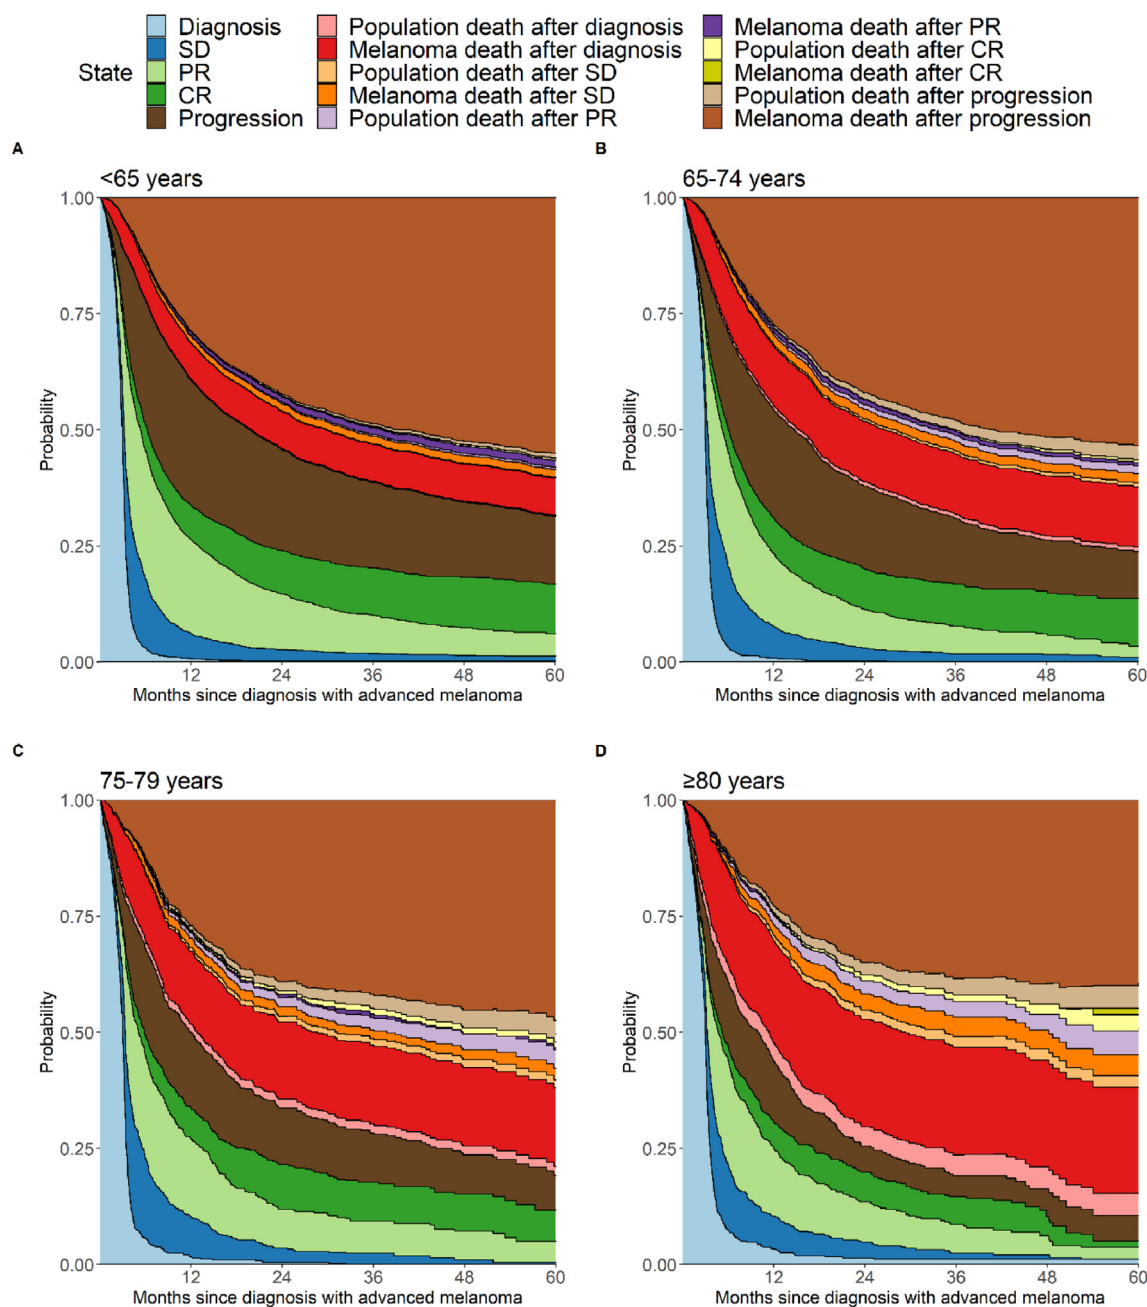 Diagnosis Population death after diagnosis Melanoma death after PR
SD Melanoma death after diagnosis Population death after CR
State PR Population death after SD Melanoma death after CR
CR Melanoma death after SD Population death after progression
Progression Population death after PR Melanoma death after progression
A
<65 years
1.00
0.75
0.50
0.25
0.00
Probability
12 24 36 48 60
Months since diagnosis with advanced melanoma
B
65-74 years
1.00
0.75
0.50
0.25
0.00
Probability
12 24 36 48 60
Months since diagnosis with advanced melanoma
C
75-79 years
1.00
0.75
0.50
0.25
0.00
Probability
12 24 36 48 60
Months since diagnosis with advanced melanoma
D
≥80 years
1.00
0.75
0.50
0.25
0.00
Probability
12 24 36 48 60
Months since diagnosis with advanced melanoma